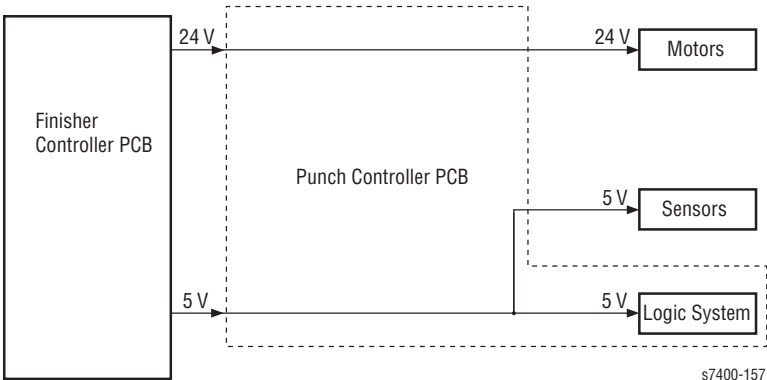 24 V
24 V
Motors
Finisher
Controller PCB
Punch Controller PCB
5 V
Sensors
5 V
5 V
Logic System
s7400-157